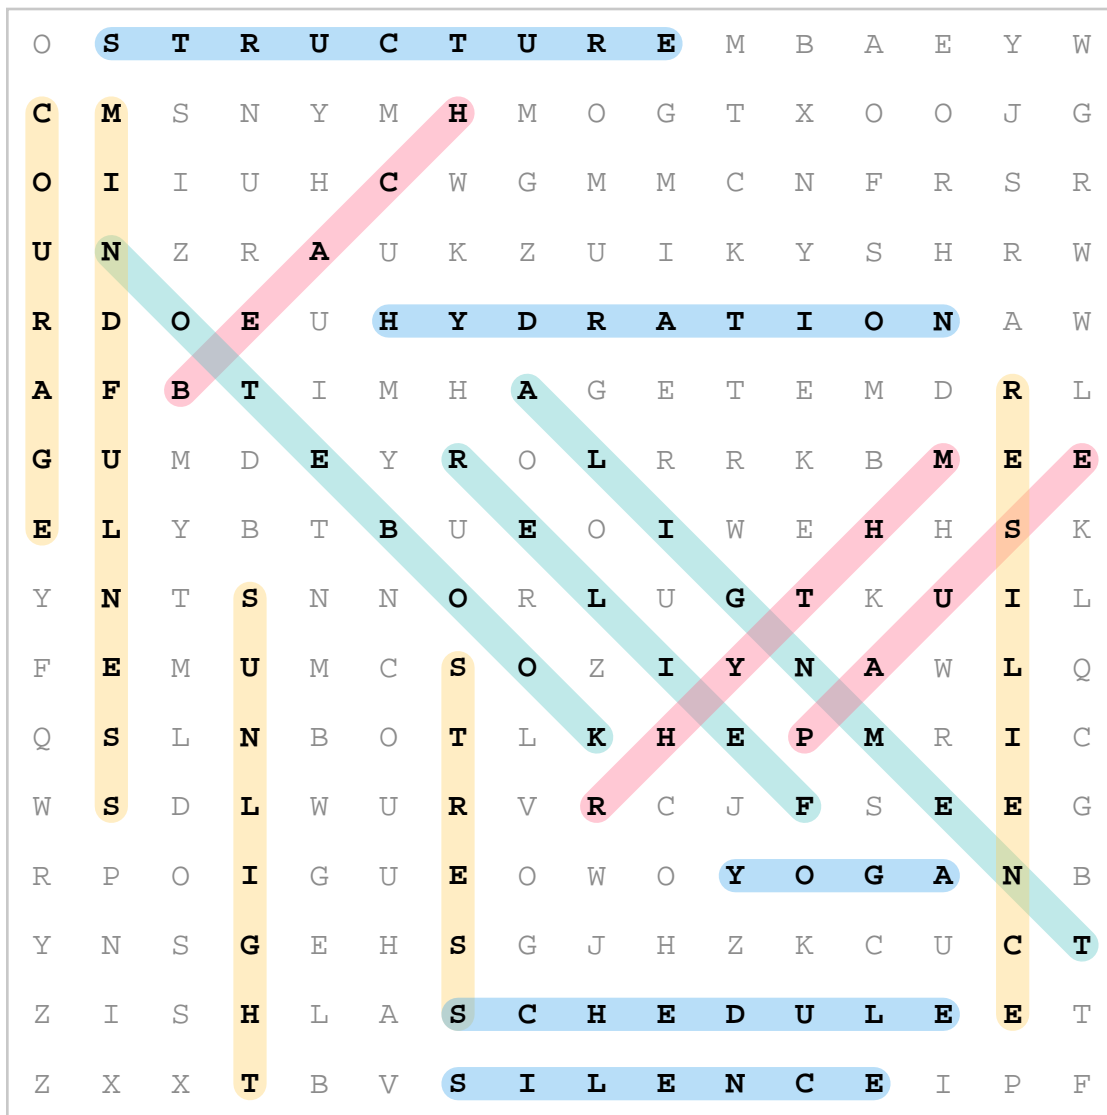 O S T R U C T U R E M B A E Y W
C M S N Y M H M O G T X O O J G
O I I U H C W G M M C N F R S R
U N Z R A U K Z U I K Y S H R W
R D O E U H Y D R A T I O N A W
A F B T I M H A G E T E M D R L
G U M D E Y R O L R R K B M E E
E L Y B T B U E O I W E H H S K
Y N T S N N O R L U G T K U I L
F E M U M C S O Z I Y N A W L Q
Q S L N B O T L K H E P M R I C
W S D L W U R V R C J F S E E G
R P O I G U E O W O Y O G A N B
Y N S G E H S G J H Z K C U C T
Z I S H L A S C H E D U L E E T
Z X X T B V S I L E N C E I P F